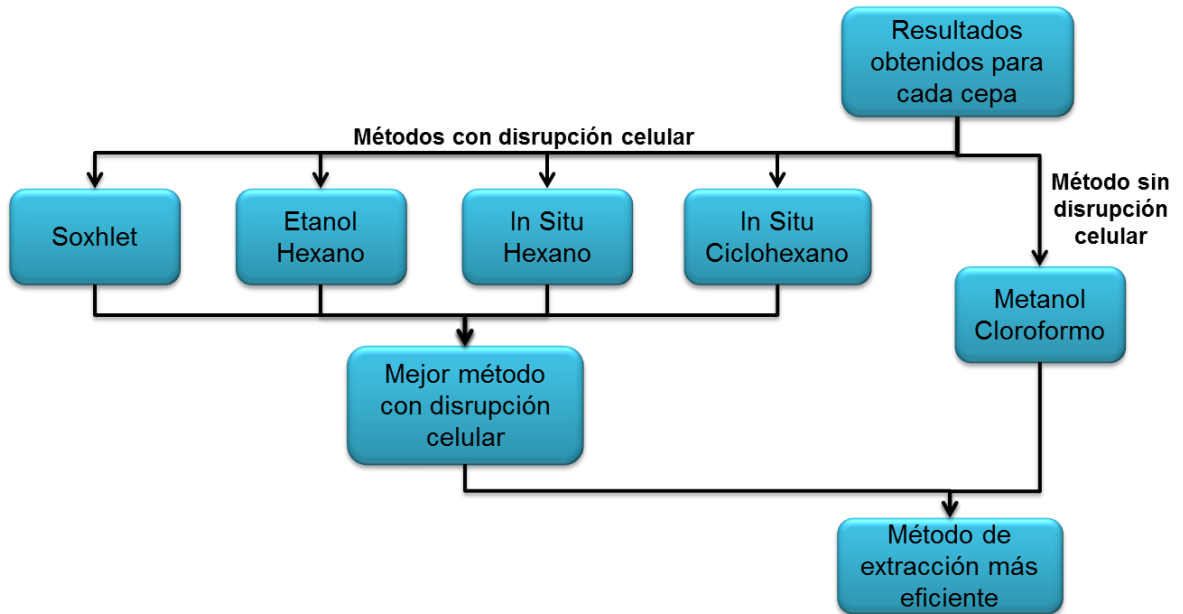 Resultados
obtenidos para
cada cepa
Métodos con disrupción celular
Método sin
disrupción
celular
Soxhlet
Etanol
Hexano
In Situ
Hexano
In Situ
Ciclohexano
Metanol
Cloroformo
Mejor método
con disrupción
celular
Método de
extracción más
eficiente